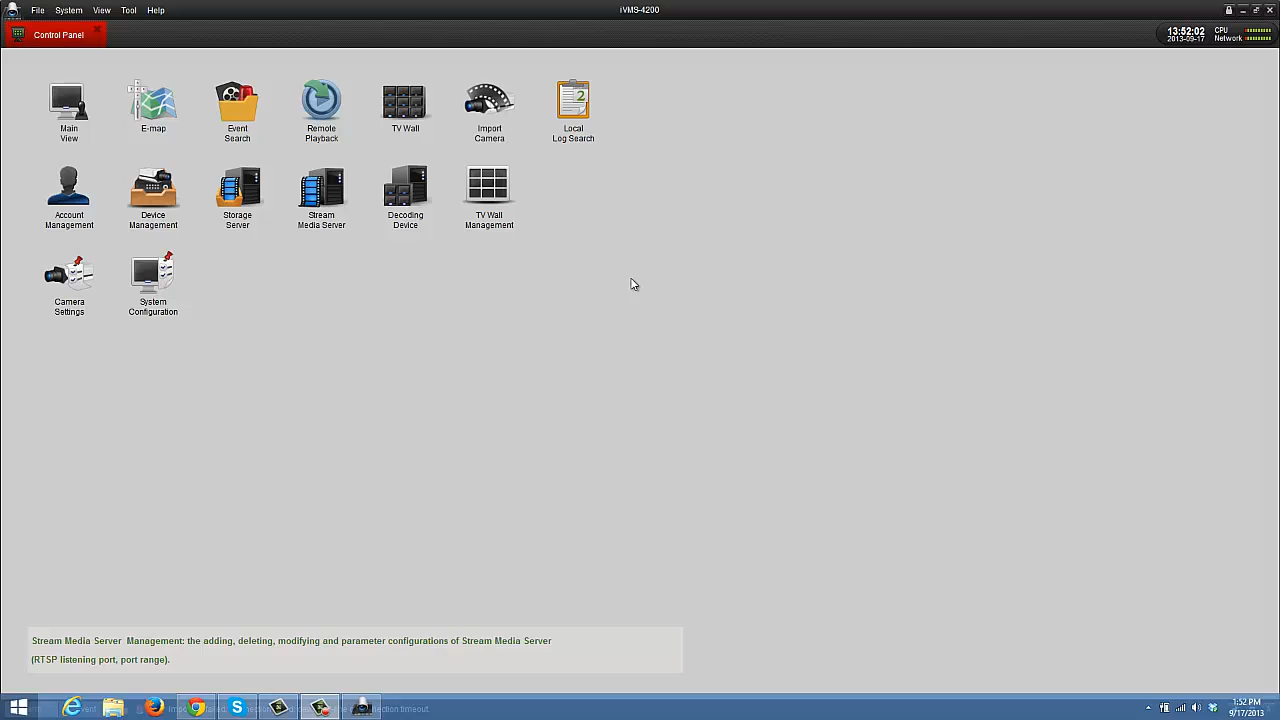 File System View Tool Help
iVMS-4200
Control Panel
13:52:02
2013-09-17
CPU
Network
Main
View
E-map
Event
Search
Remote
Playback
TV Wall
Import
Camera
2
Local
Log Search
Account
Management
Device
Management
Storage
Server
Stream
Media Server
Decoding
Device
TV Wall
Management
Camera
Settings
System
Configuration
Stream Media Server Management: the adding, deleting, modifying and parameter configurations of Stream Media Server
(RTSP listening port, port range).
connection timeout.
1:52 PM
9/17/2013